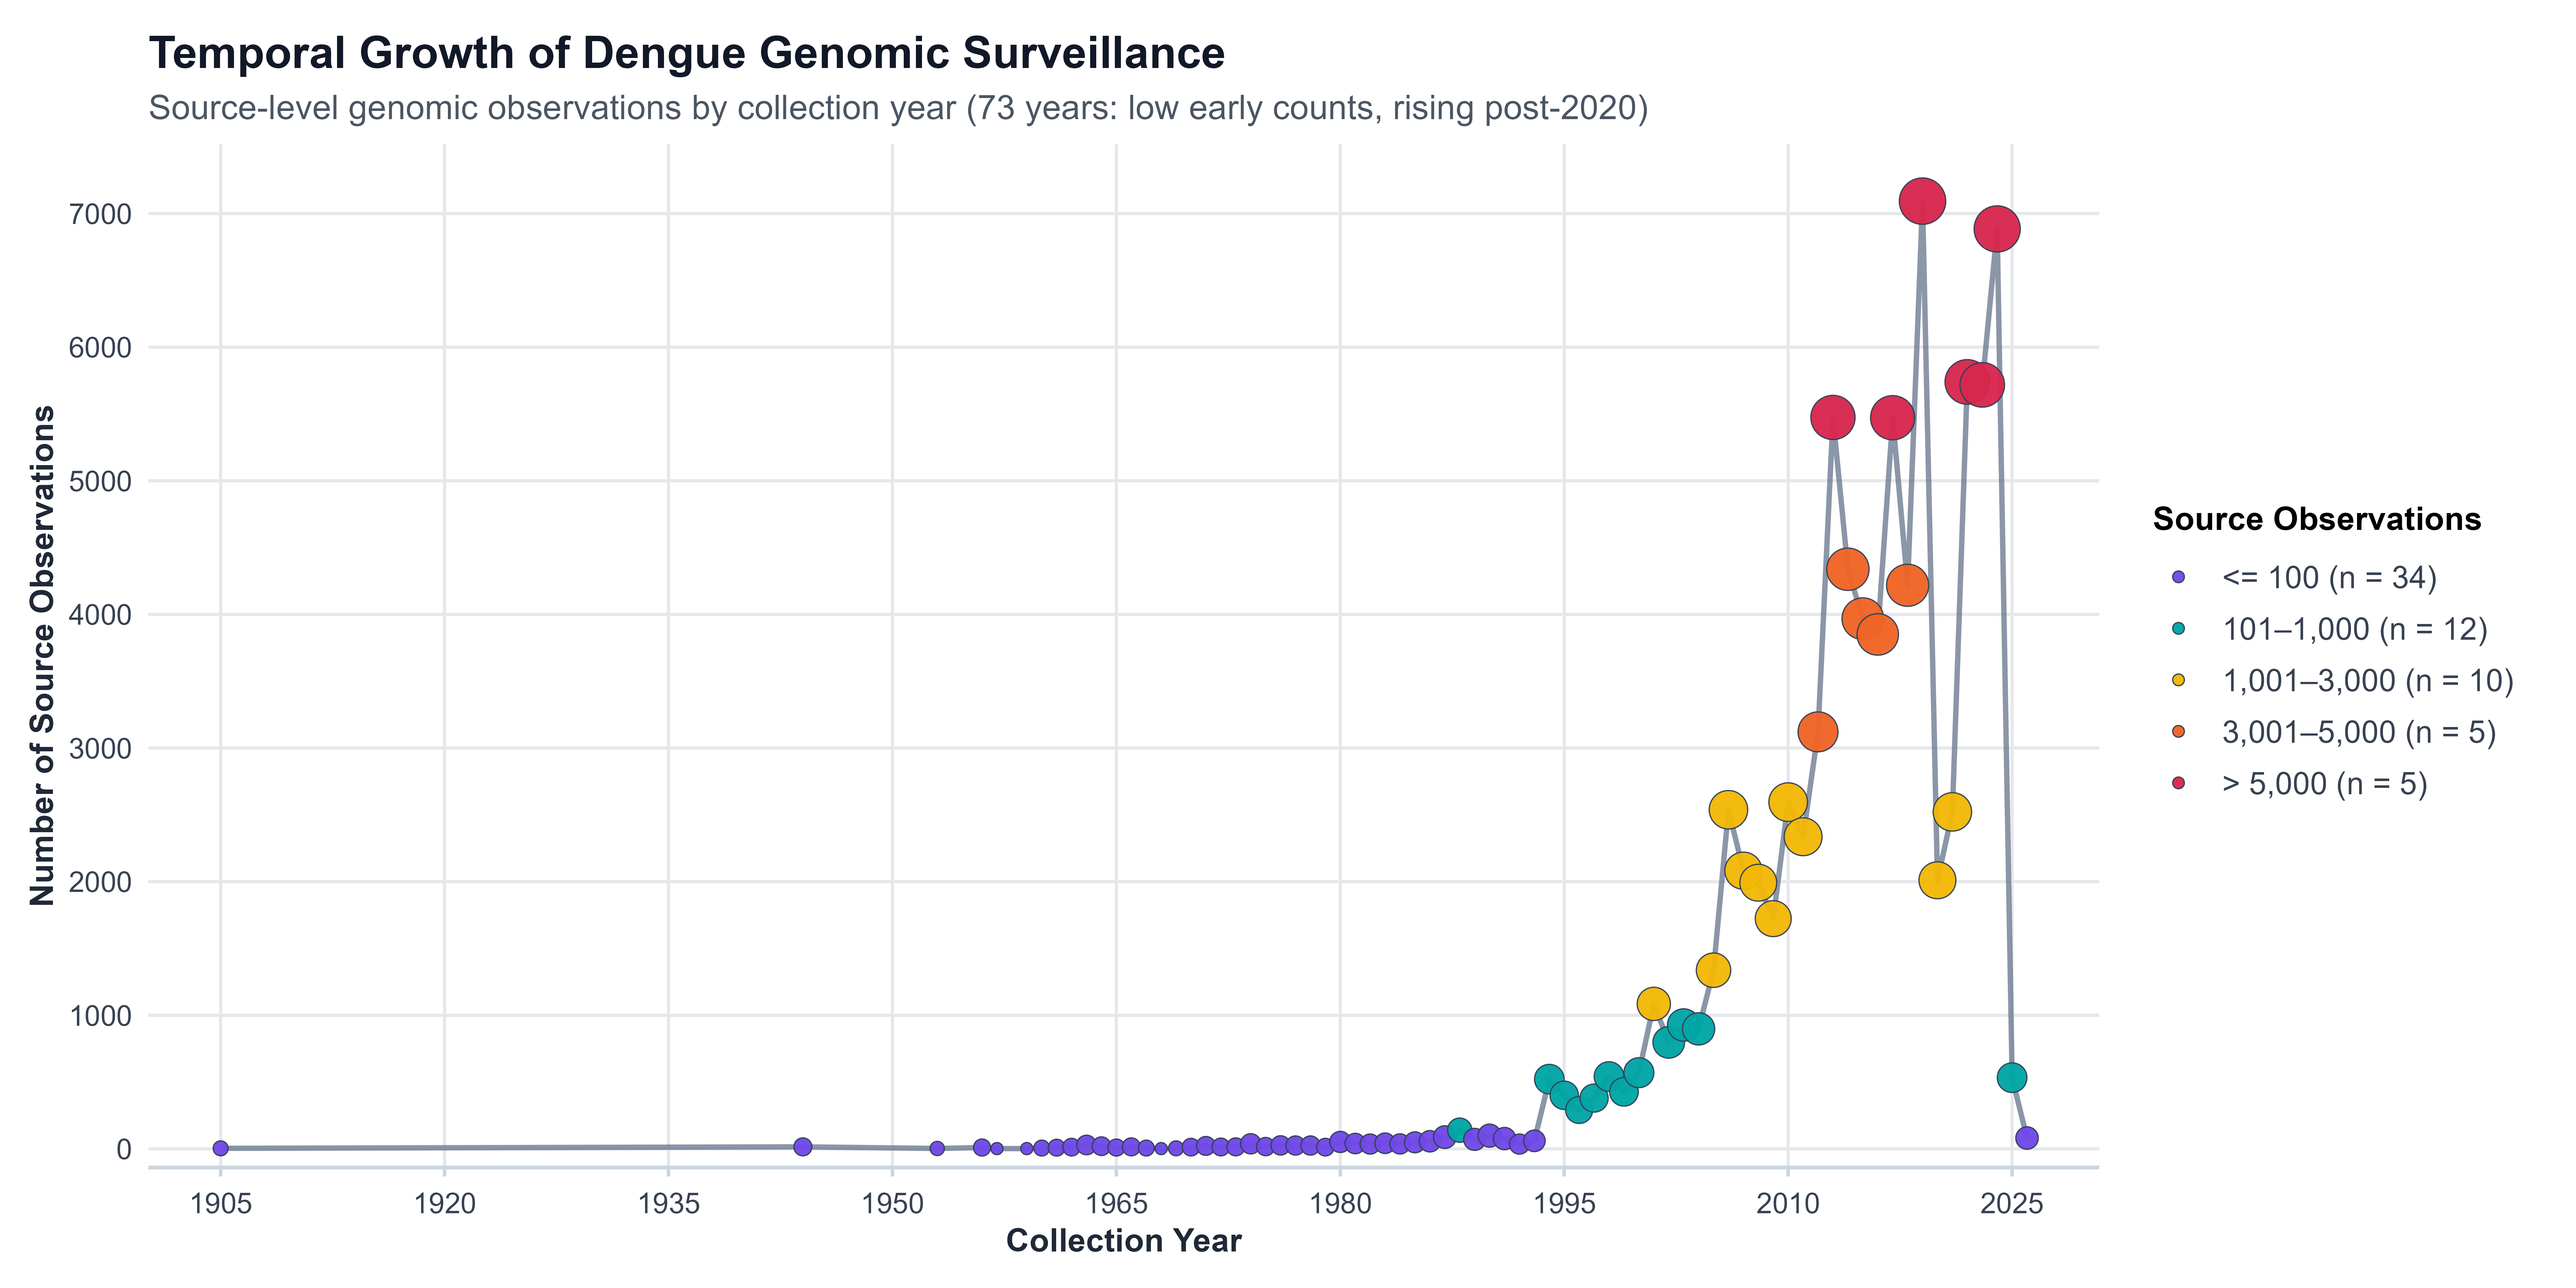 Temporal Growth of Dengue Genomic Surveillance
Source-level genomic observations by collection year (73 years: low early counts, rising post-2020)
Number of Source Observations
7000
6000
5000
4000
3000
2000
1000
0
1905 1920 1935 1950 1965 1980 1995 2010 2025
Collection Year
Source Observations
<= 100 (n = 34)
101–1,000 (n = 12)
1,001–3,000 (n = 10)
3,001–5,000 (n = 5)
> 5,000 (n = 5)